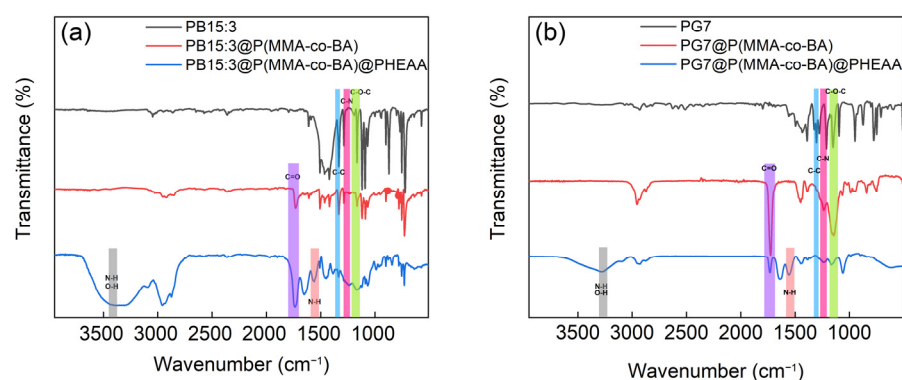 (a)
PB15:3
PB15:3@P(MMA-co-BA)
PB15:3@P(MMA-co-BA)@PHEAA
C-N
C-O-C
C-C
C=O
N-H
O-H
N-H
Transmittance (%)
3500 3000 2500 2000 1500 1000
Wavenumber (cm⁻¹)
(b)
PG7
PG7@P(MMA-co-BA)
PG7@P(MMA-co-BA)@PHEAA
C-O-C
C-N
C-C
C=O
N-H
O-H
N-H
Transmittance (%)
3500 3000 2500 2000 1500 1000
Wavenumber (cm⁻¹)